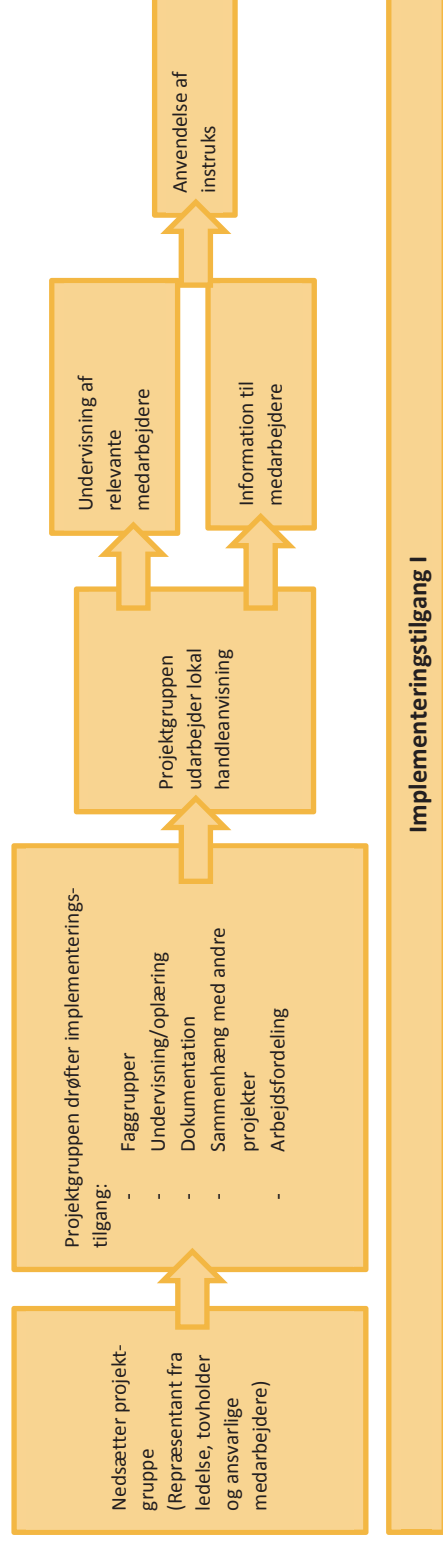 Nedsætter projekt-
gruppe
(Repræsentant fra
ledelse, tovholder
og ansvarlige
medarbejdere)
Projektgruppen drøfter implementerings-
tilgang:
- Faggrupper
- Undervisning/oplæring
- Dokumentation
- Sammenhæng med andre
projekter
- Arbejdsfordeling
Projektgruppen
udarbejder lokal
handleanvisning
Undervisning af
relevante
medarbejdere
Information til
medarbejdere
Anvendelse af
instruks
Implementeringstilgang I